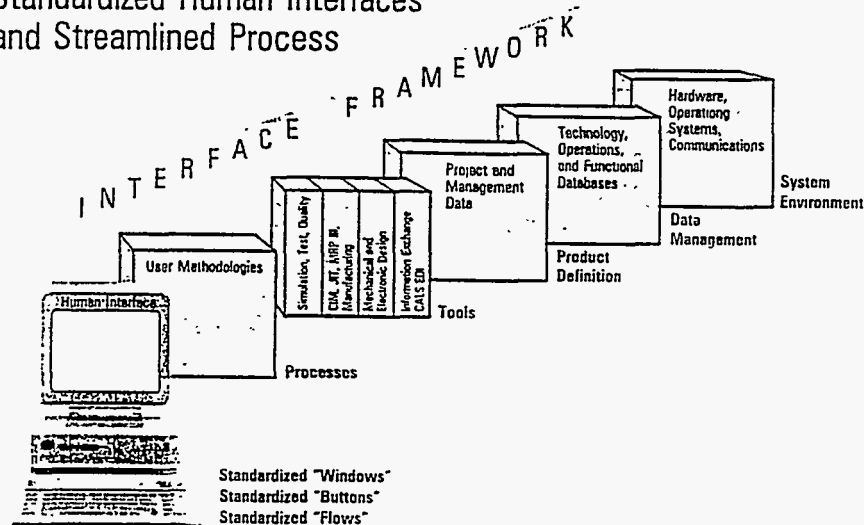 Standardized Human Interfaces
and Streamlined Process
INTERFACE FRAMEWORK
Hardware,
Operationg
Systems,
Communications
System
Environment
Technology,
Operations,
and Functional
Databases
Data
Management
Project and
Management
Data
Product
Definition
Simulation, Test, Quality
CIM, JIT, MRP III,
Manufacturing
Mechanical and
Electronic Design
Information Exchange
CALS EDI
Tools
User Methodologies
Processes
Human Interface
Standardized "Windows"
Standardized "Buttons"
Standardized "Flows"